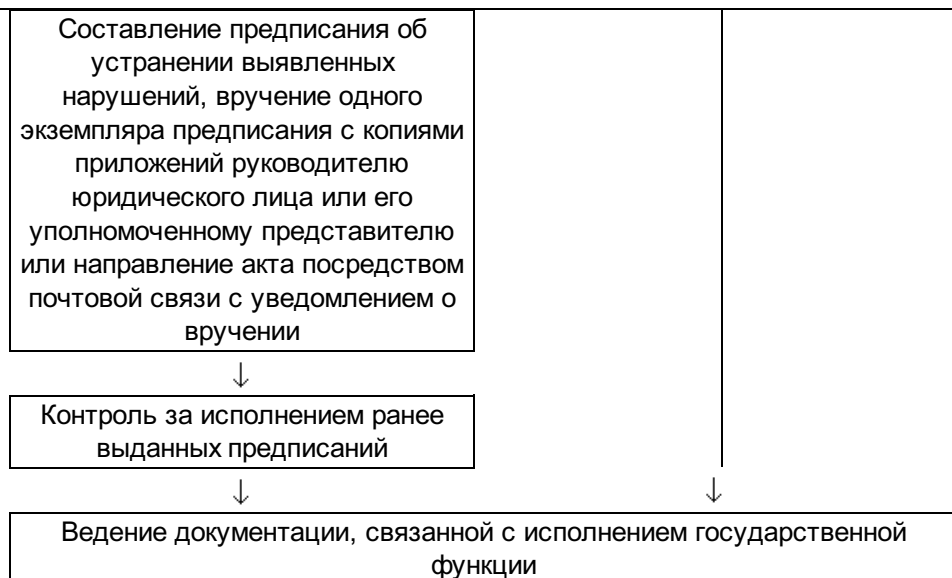 Составление предписания об
устранении выявленных
нарушений, вручение одного
экземпляра предписания с копиями
приложений руководителю
юридического лица или его
уполномоченному представителю
или направление акта посредством
почтовой связи с уведомлением о
вручении
↓
Контроль за исполнением ранее
выданных предписаний
↓ ↓
Ведение документации, связанной с исполнением государственной
функции